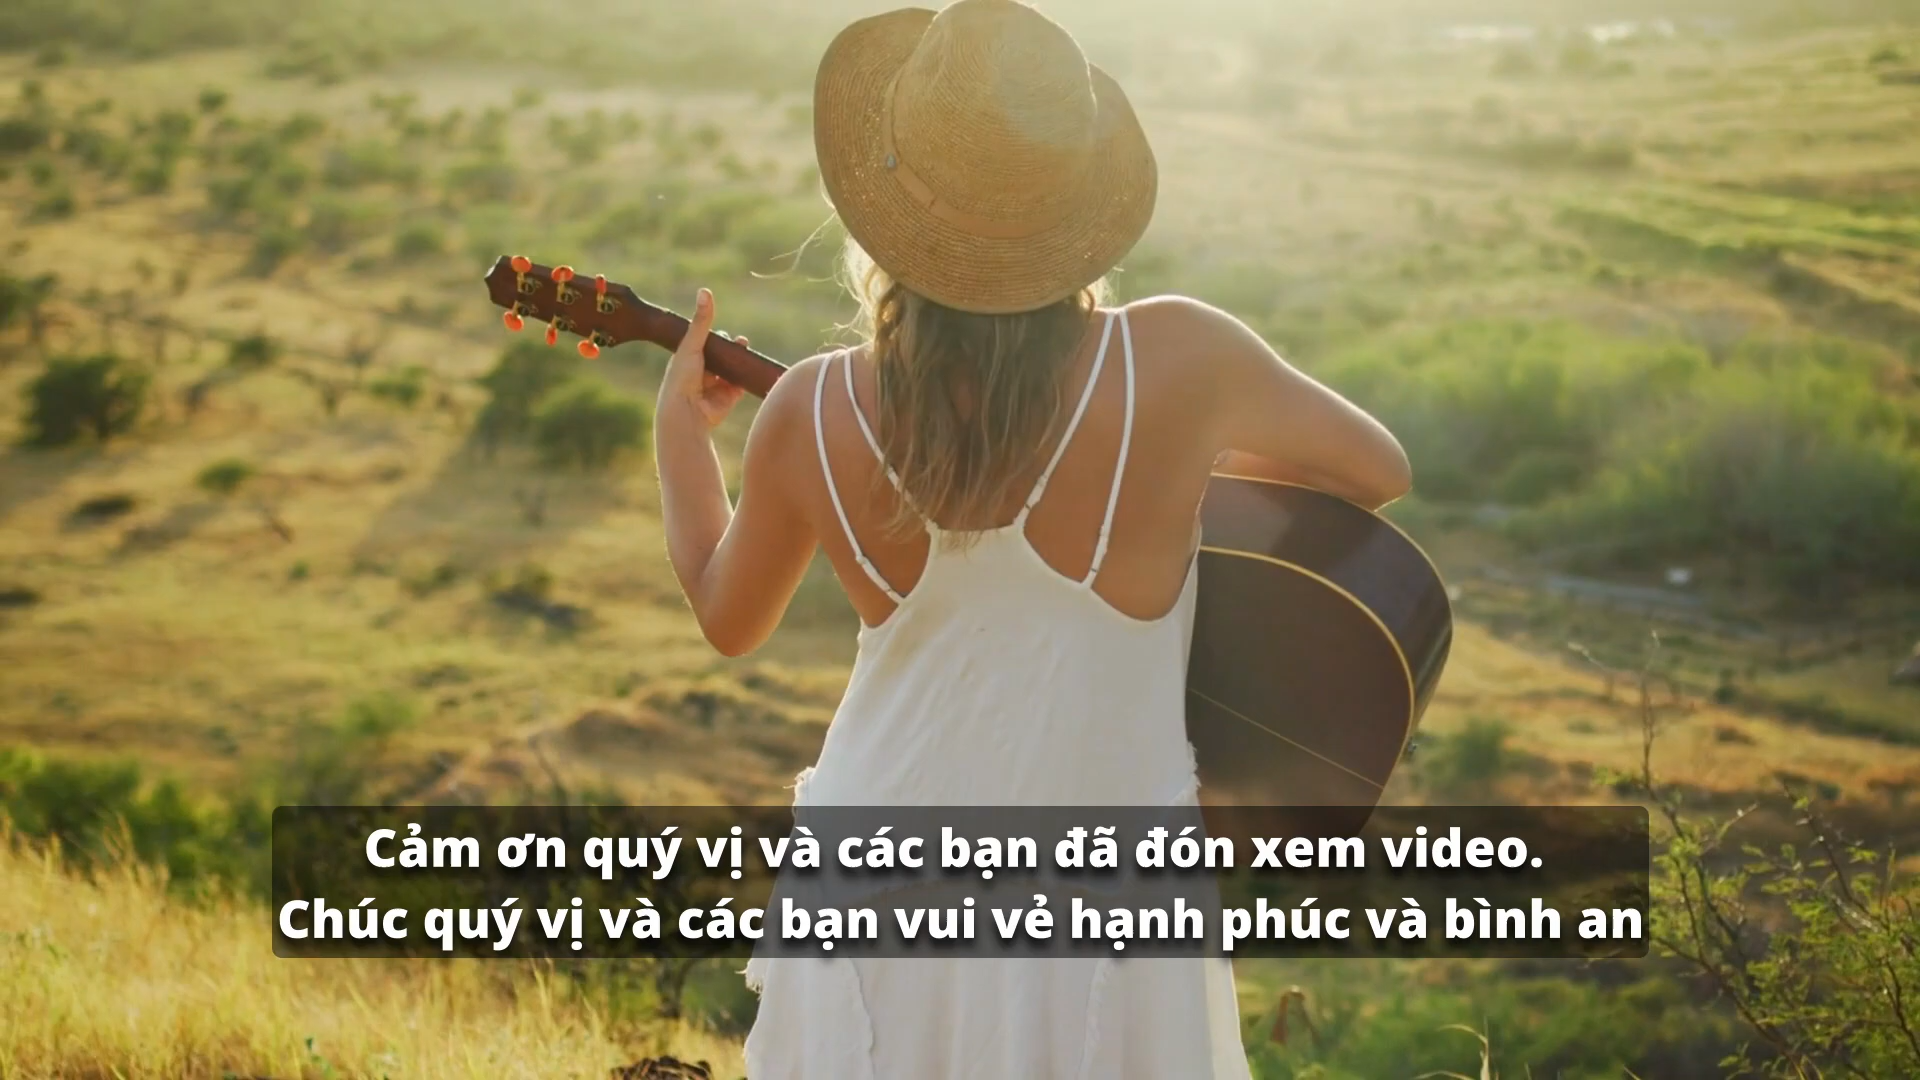 Cảm ơn quý vị và các bạn đã đón xem video.
Chúc quý vị và các bạn vui vẻ hạnh phúc và bình an